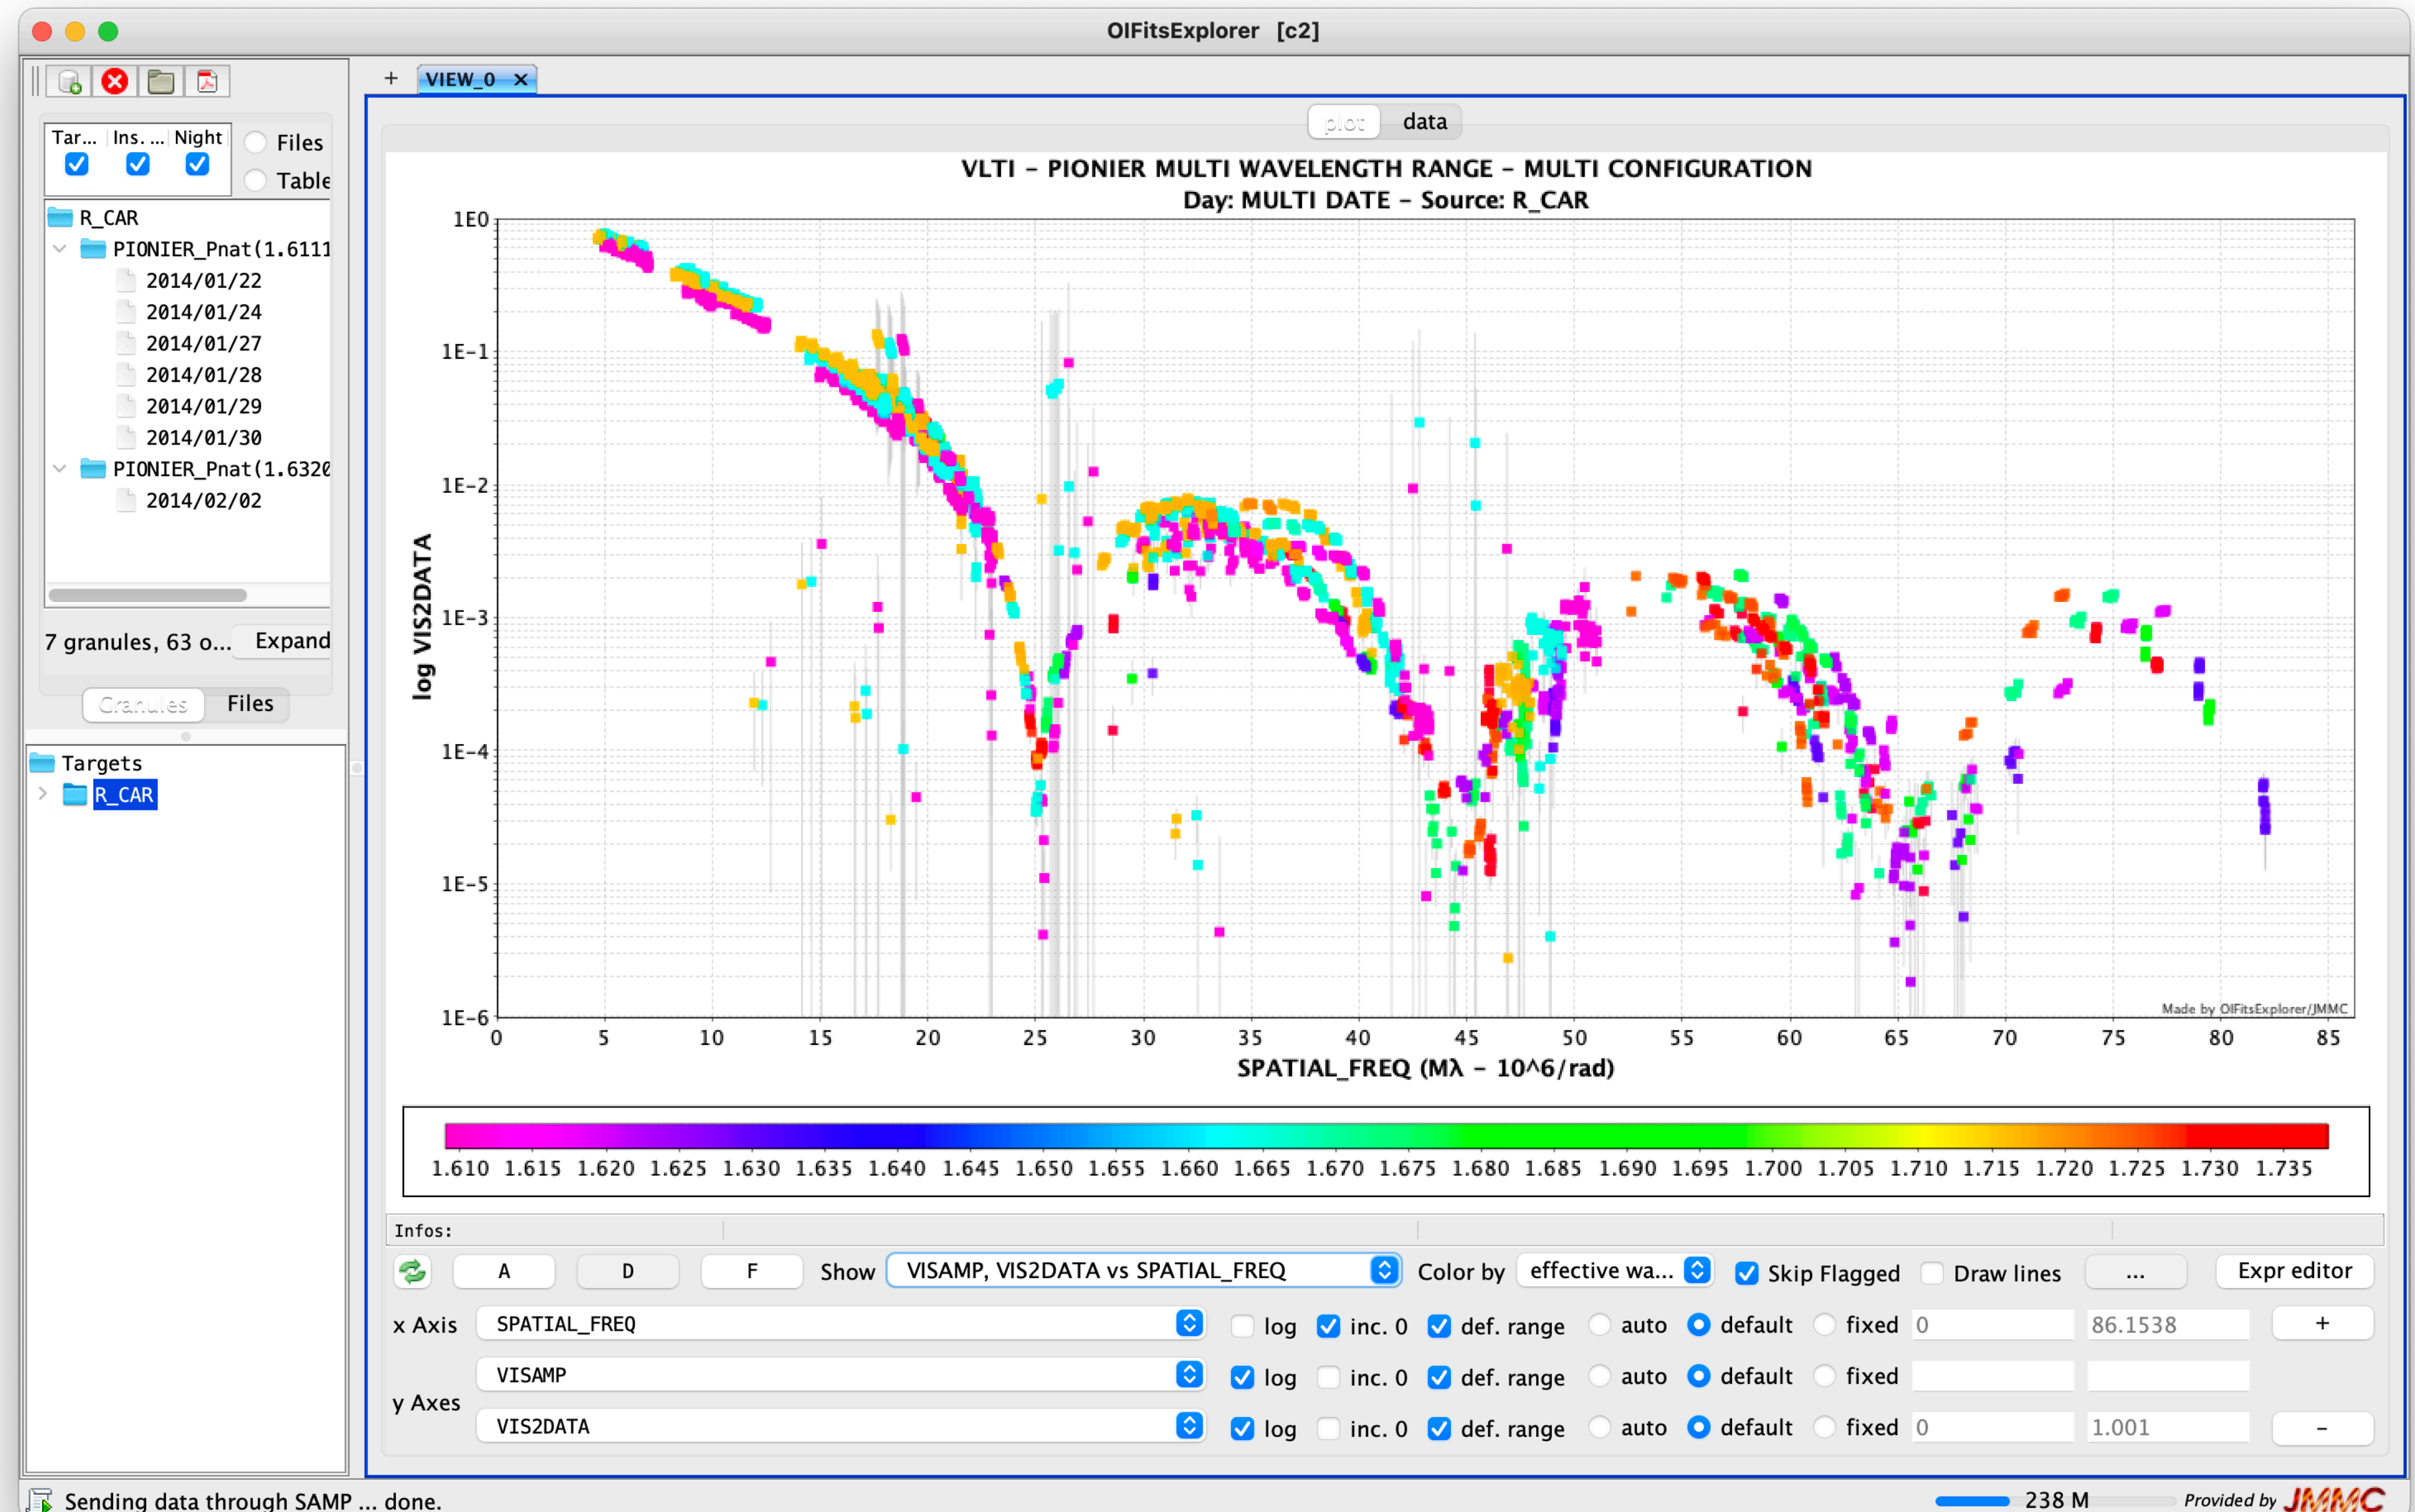 OIFitsExplorer [c2]
+ VIEW_0 ×
Tar... Ins. ... Night
Files
Table
R_CAR
PIONIER_Pnat(1.6111
2014/01/22
2014/01/24
2014/01/27
2014/01/28
2014/01/29
2014/01/30
PIONIER_Pnat(1.6320
2014/02/02
7 granules, 63 o... Expand
Granules Files
Targets
R_CAR
plot data
VLTI – PIONIER MULTI WAVELENGTH RANGE – MULTI CONFIGURATION
Day: MULTI DATE – Source: R_CAR
log VIS2DATA
1E0
1E-1
1E-2
1E-3
1E-4
1E-5
1E-6
Made by OIFitsExplorer/JMMC
0 5 10 15 20 25 30 35 40 45 50 55 60 65 70 75 80 85
SPATIAL_FREQ (Mλ – 10^6/rad)
1.610 1.615 1.620 1.625 1.630 1.635 1.640 1.645 1.650 1.655 1.660 1.665 1.670 1.675 1.680 1.685 1.690 1.695 1.700 1.705 1.710 1.715 1.720 1.725 1.730 1.735
Infos:
A D F Show VISAMP, VIS2DATA vs SPATIAL_FREQ Color by effective wa... Skip Flagged Draw lines ... Expr editor
x Axis SPATIAL_FREQ log inc. 0 def. range auto default fixed 0 86.1538 +
y Axes
VISAMP log inc. 0 def. range auto default fixed
VIS2DATA log inc. 0 def. range auto default fixed 0 1.001 -
Sending data through SAMP ... done.
238 M Provided by JMMC